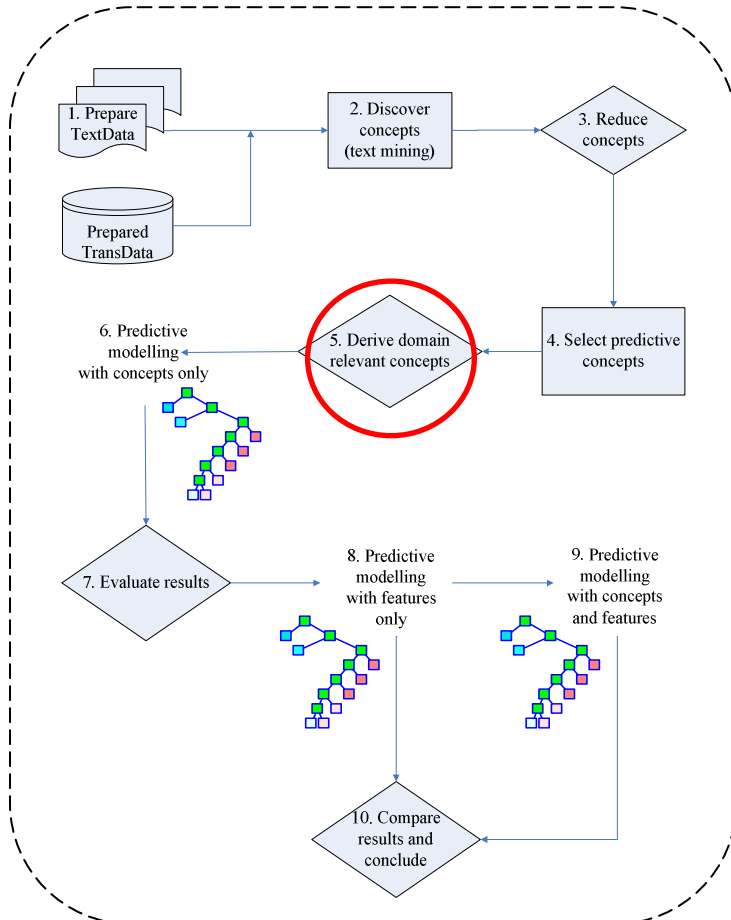 1. Prepare
TextData
2. Discover
concepts
(text mining)
3. Reduce
concepts
Prepared
TransData
4. Select predictive
concepts
5. Derive domain
relevant concepts
6. Predictive
modelling
with concepts only
7. Evaluate results
8. Predictive
modelling
with features
only
9. Predictive
modelling
with concepts
and features
10. Compare
results and
conclude